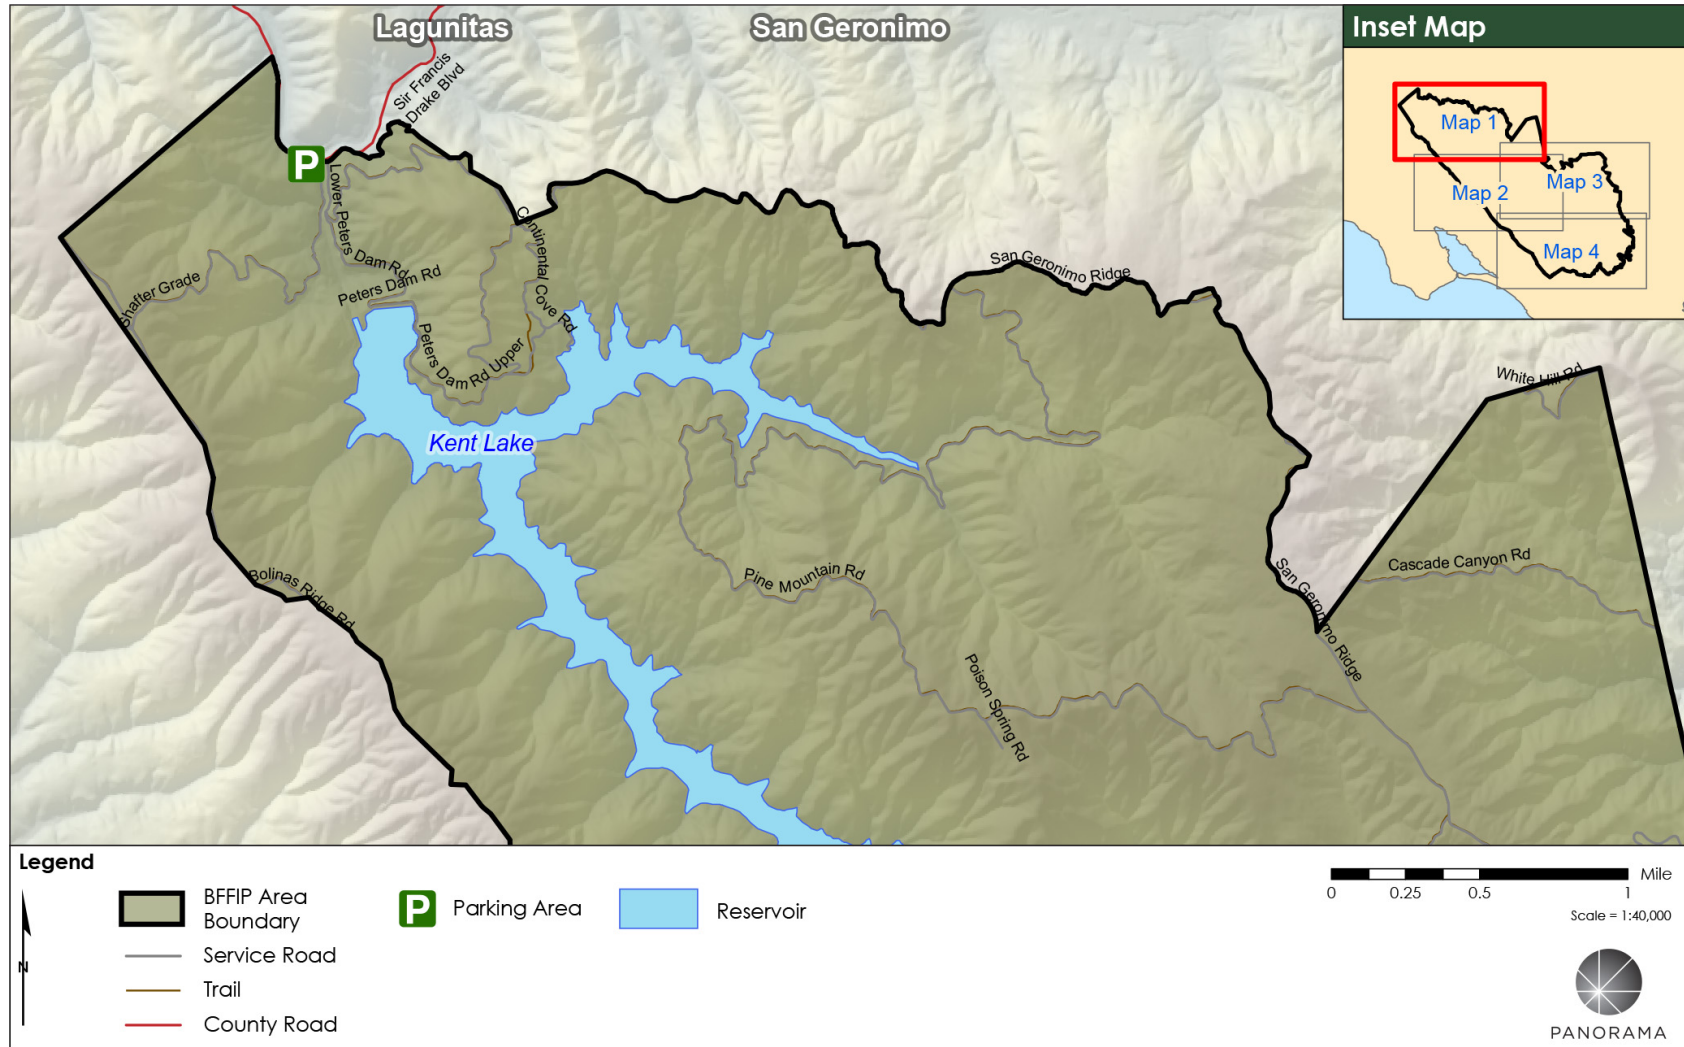 Lagunitas
San Geronimo
Sir Francis
Drake Blvd
P
Lower Peters Dam Rd
Continental Cove Rd
Shafter Grade
Peters Dam Rd
Peters Dam Rd Upper
San Geronimo Ridge
Kent Lake
White Hill Rd
Cascade Canyon Rd
Bolinas Ridge Rd
Pine Mountain Rd
San Geronimo Ridge
Poison Spring Rd
Inset Map
Map 1
Map 2
Map 3
Map 4
Legend
N
BFFIP Area
Boundary
Service Road
Trail
County Road
P
Parking Area
Reservoir
Mile
0 0.25 0.5 1
Scale = 1:40,000
PANORAMA